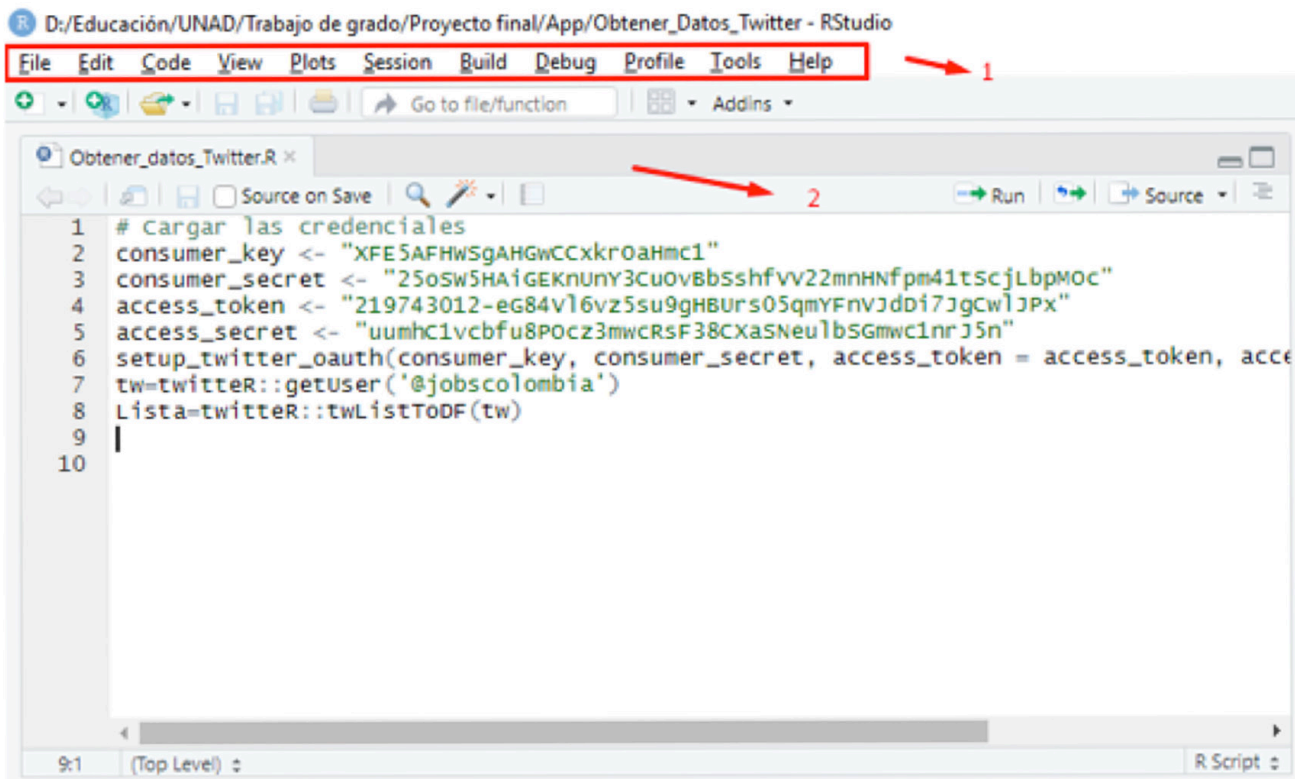 D:/Educación/UNAD/Trabajo de grado/Proyecto final/App/Obtener_Datos_Twitter - RStudio
File Edit Code View Plots Session Build Debug Profile Tools Help
1
Go to file/function Addins
Obtener_datos_Twitter.R
Source on Save 2 Run Source
1 # Cargar las credenciales
2 consumer_key <- "XFE5AFHWSgAHGwCCxkrOaHmc1"
3 consumer_secret <- "25oSW5HAiGEKnUnY3CuOvBbSshfVV22mnHNfpm41tScjLbpMOc"
4 access_token <- "219743012-eG84Vl6vz5su9gHBUrsO5qmYFnVJdDi7JgCwlJPx"
5 access_secret <- "uumhC1vcbfu8POcz3mwcRsF38CXaSNeulbSGmwc1nrJ5n"
6 setup_twitter_oauth(consumer_key, consumer_secret, access_token = access_token, acce
7 tw=twitteR::getUser('@jobscolombia')
8 Lista=twitteR::twListToDF(tw)
9
10
9:1 (Top Level) R Script